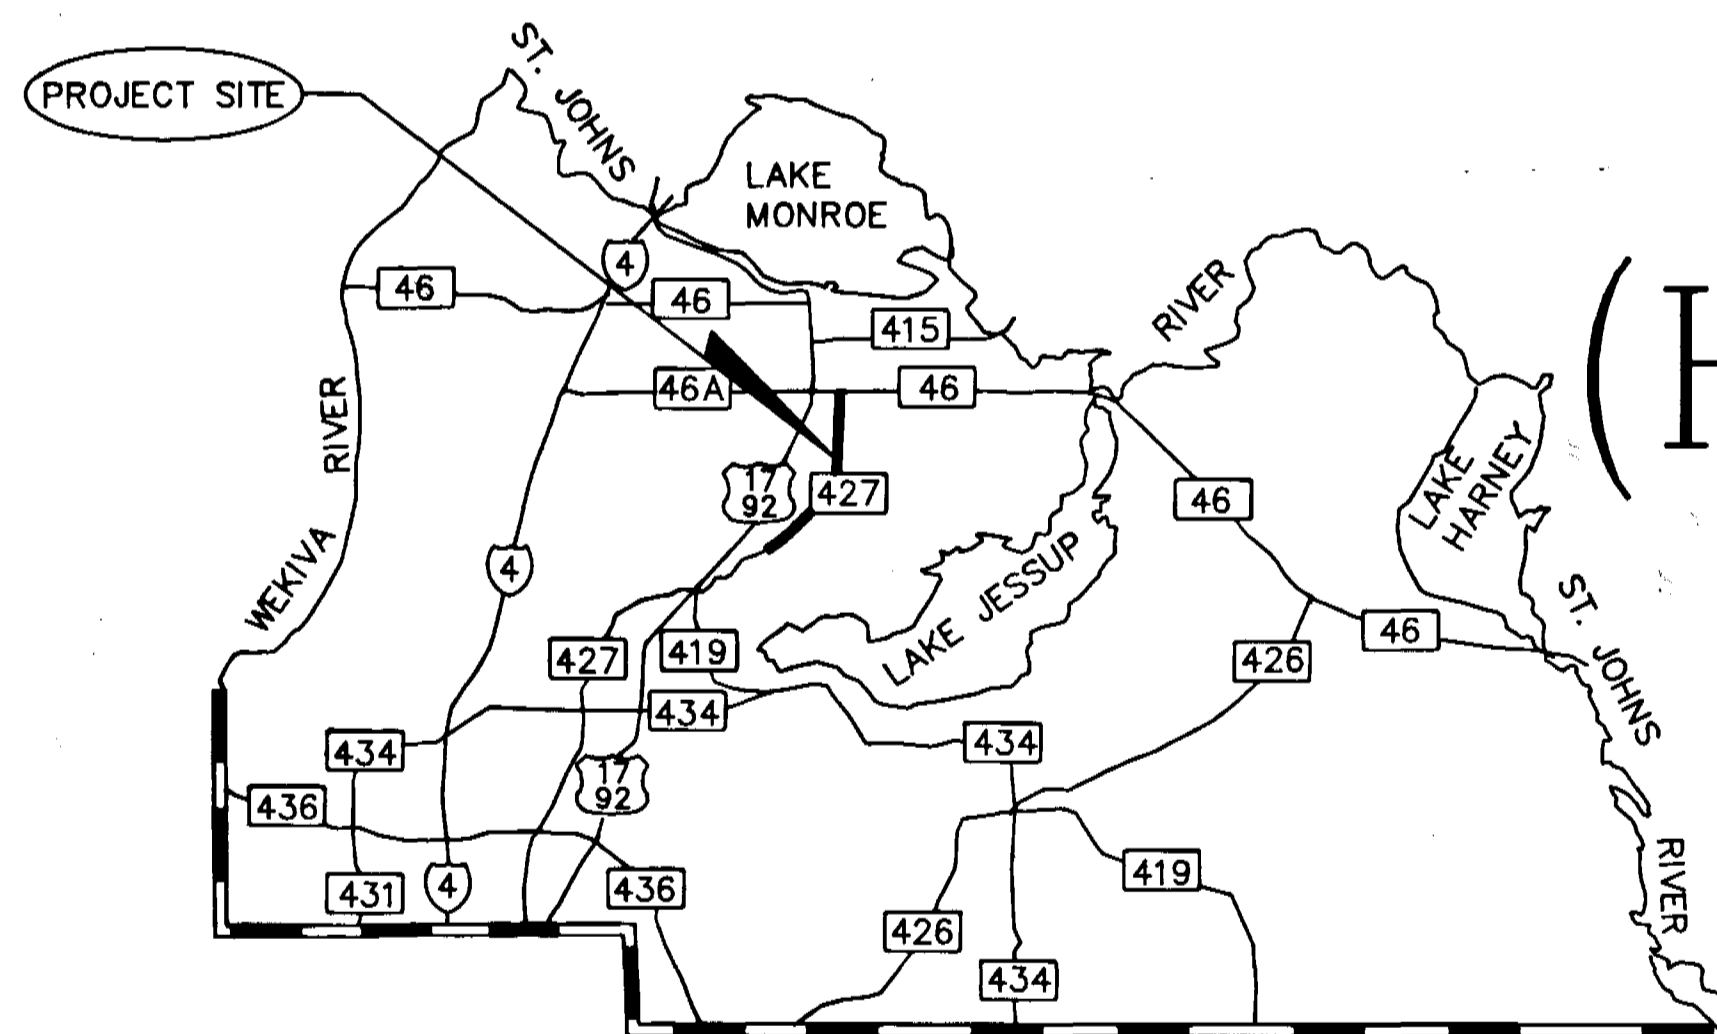 PROJECT SITE
ST. JOHNS
LAKE
MONROE
RIVER
4
46
46
415
46A
46
WEKIVA RIVER
17
92
427
46
LAKE
HARNEY
4
LAKE JESSUP
ST. JOHNS
RIVER
427
419
426
46
434
434
434
17
92
436
431
4
436
419
426
434
(H